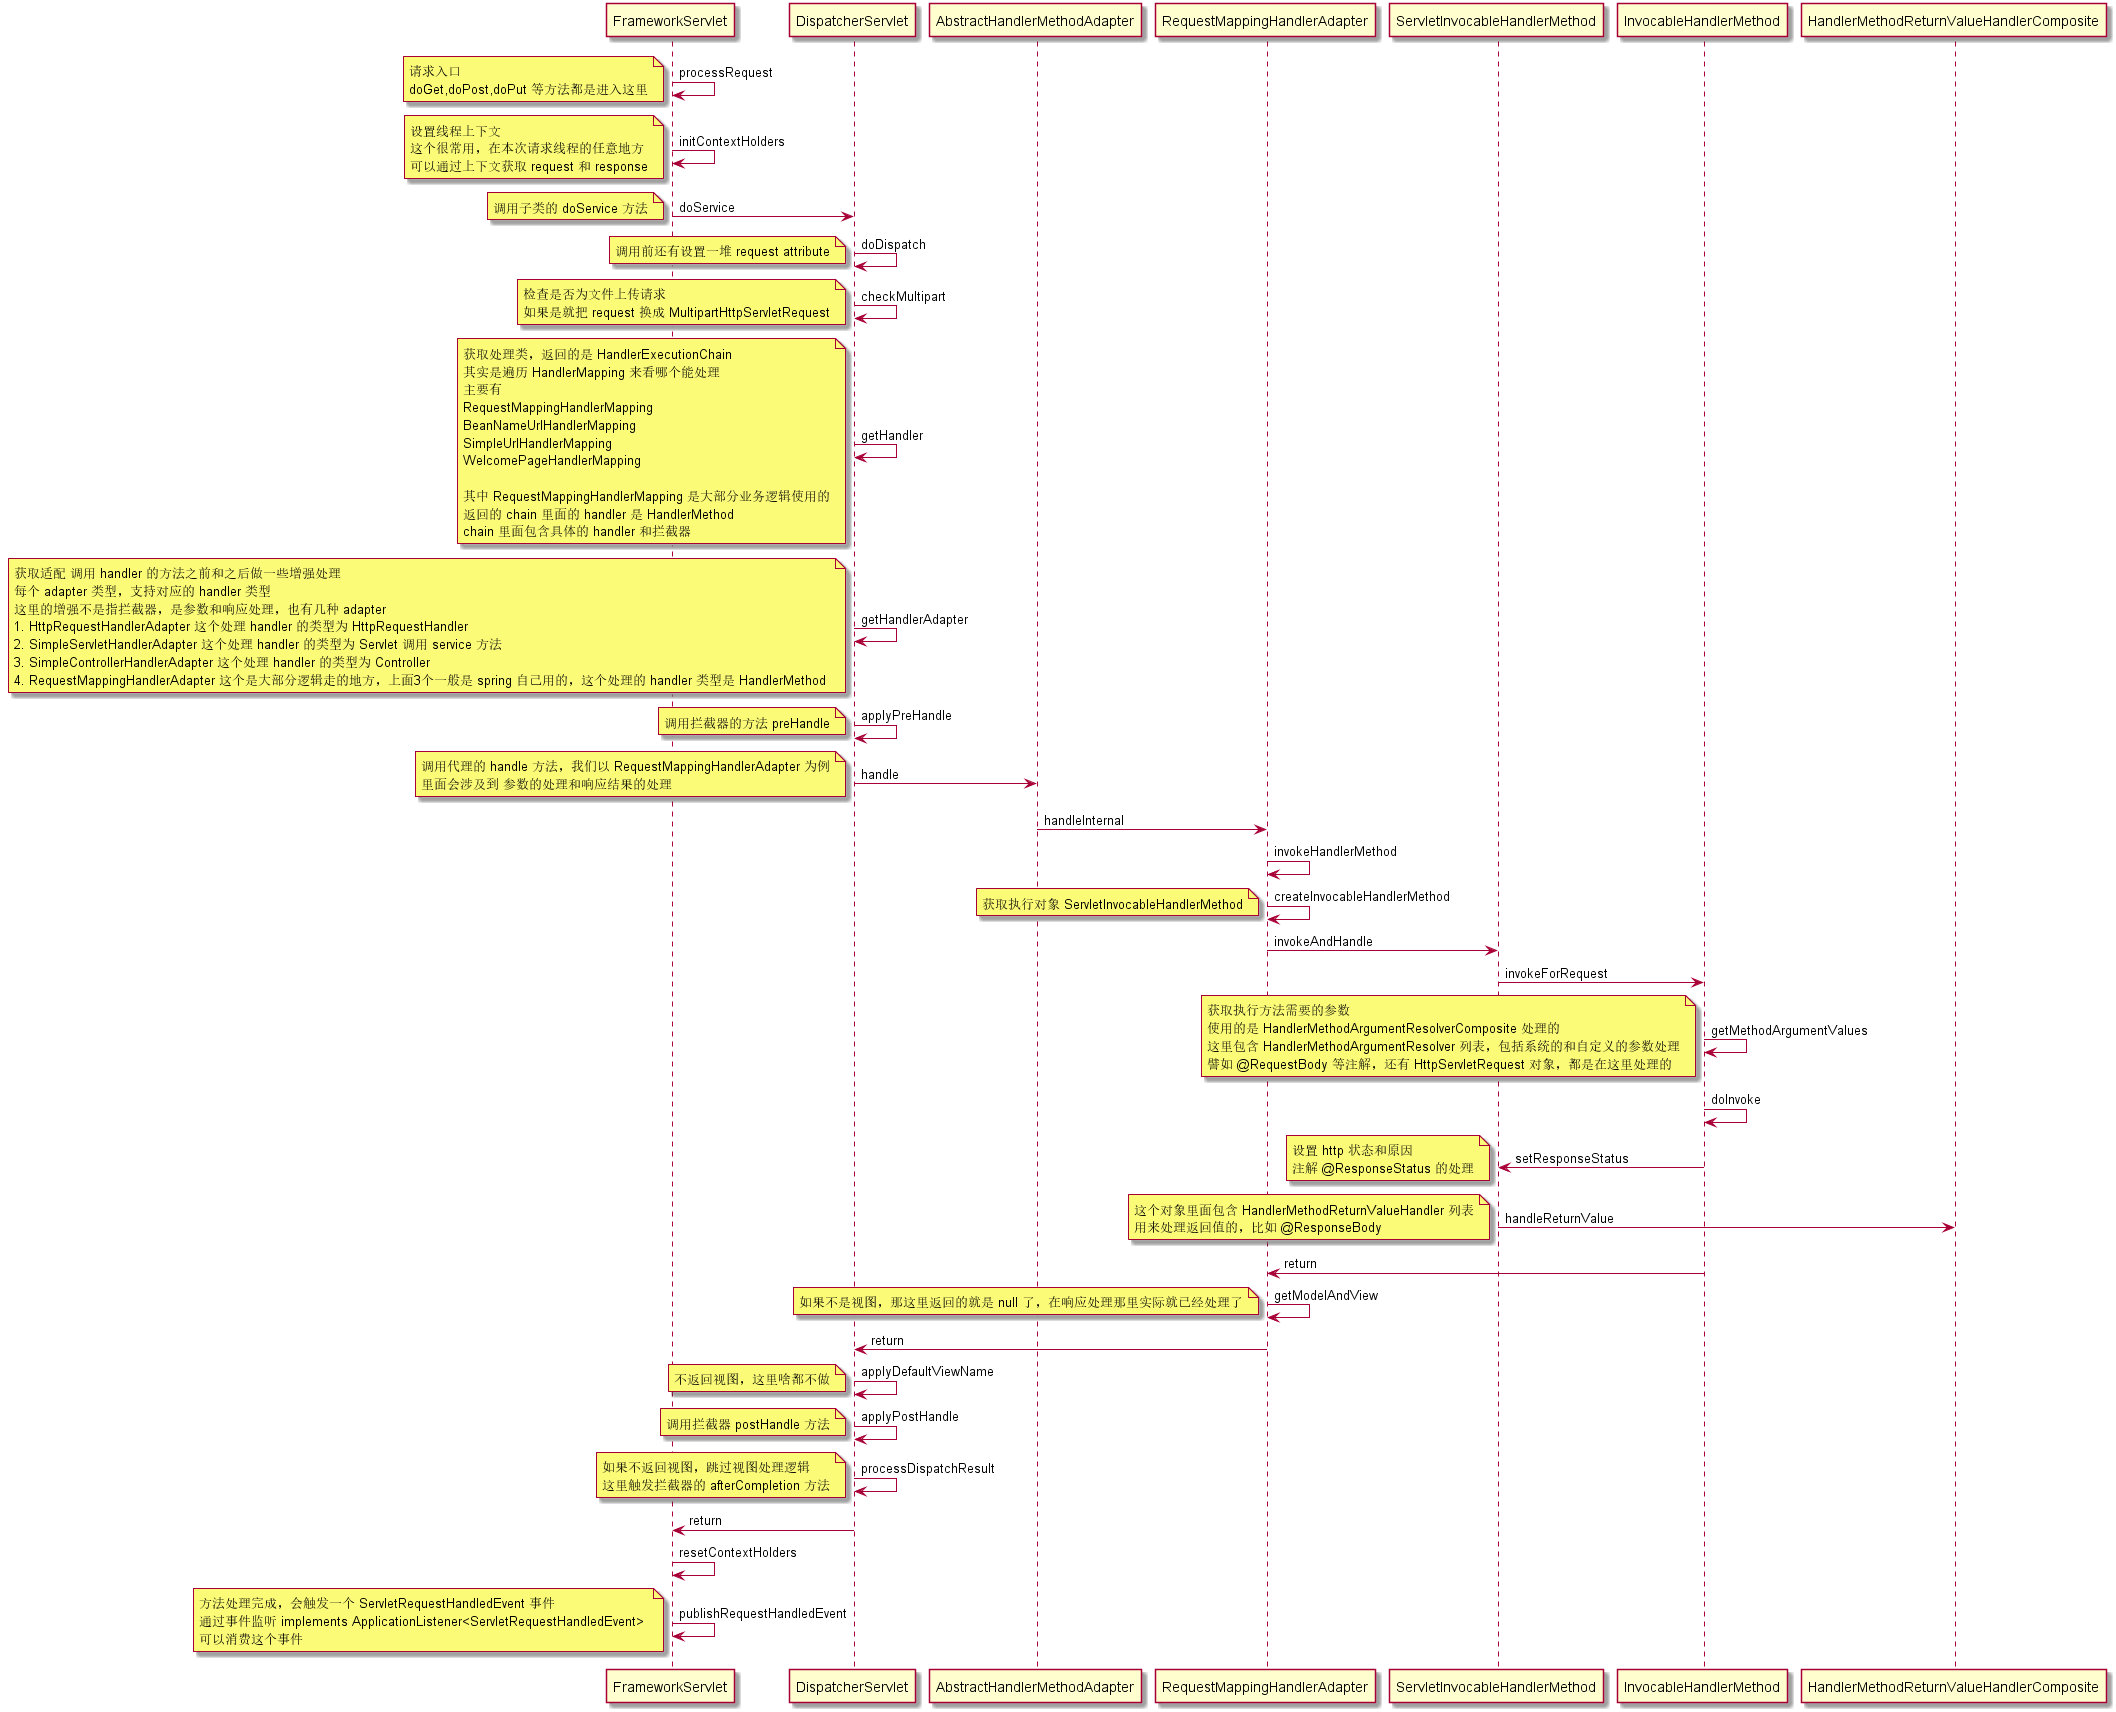 FrameworkServlet
DispatcherServlet
AbstractHandlerMethodAdapter
RequestMappingHandlerAdapter
ServletInvocableHandlerMethod
InvocableHandlerMethod
HandlerMethodReturnValueHandlerComposite
请求入口
doGet,doPost,doPut 等方法都是进入这里
processRequest
设置线程上下文
这个很常用，在本次请求线程的任意地方
可以通过上下文获取 request 和 response
initContextHolders
调用子类的 doService 方法
doService
调用前还有设置一堆 request attribute
doDispatch
检查是否为文件上传请求
如果是就把 request 换成 MultipartHttpServletRequest
checkMultipart
获取处理类，返回的是 HandlerExecutionChain
其实是遍历 HandlerMapping 来看哪个能处理
主要有
RequestMappingHandlerMapping
BeanNameUrlHandlerMapping
SimpleUrlHandlerMapping
WelcomePageHandlerMapping
其中 RequestMappingHandlerMapping 是大部分业务逻辑使用的
返回的 chain 里面的 handler 是 HandlerMethod
chain 里面包含具体的 handler 和拦截器
getHandler
获取适配 调用 handler 的方法之前和之后做一些增强处理
每个 adapter 类型，支持对应的 handler 类型
这里的增强不是指拦截器，是参数和响应处理，也有几种 adapter
1. HttpRequestHandlerAdapter 这个处理 handler 的类型为 HttpRequestHandler
2. SimpleServletHandlerAdapter 这个处理 handler 的类型为 Servlet 调用 service 方法
3. SimpleControllerHandlerAdapter 这个处理 handler 的类型为 Controller
4. RequestMappingHandlerAdapter 这个是大部分逻辑走的地方，上面3个一般是 spring 自己用的，这个处理的 handler 类型是 HandlerMethod
getHandlerAdapter
调用拦截器的方法 preHandle
applyPreHandle
调用代理的 handle 方法，我们以 RequestMappingHandlerAdapter 为例
里面会涉及到 参数的处理和响应结果的处理
handle
handleInternal
invokeHandlerMethod
获取执行对象 ServletInvocableHandlerMethod
createInvocableHandlerMethod
invokeAndHandle
invokeForRequest
获取执行方法需要的参数
使用的是 HandlerMethodArgumentResolverComposite 处理的
这里包含 HandlerMethodArgumentResolver 列表，包括系统的和自定义的参数处理
譬如 @RequestBody 等注解，还有 HttpServletRequest 对象，都是在这里处理的
getMethodArgumentValues
doInvoke
设置 http 状态和原因
注解 @ResponseStatus 的处理
setResponseStatus
这个对象里面包含 HandlerMethodReturnValueHandler 列表
用来处理返回值的，比如 @ResponseBody
handleReturnValue
return
如果不是视图，那这里返回的就是 null 了，在响应处理那里实际就已经处理了
getModelAndView
return
不返回视图，这里啥都不做
applyDefaultViewName
调用拦截器 postHandle 方法
applyPostHandle
如果不返回视图，跳过视图处理逻辑
这里触发拦截器的 afterCompletion 方法
processDispatchResult
return
resetContextHolders
方法处理完成，会触发一个 ServletRequestHandledEvent 事件
通过事件监听 implements ApplicationListener<ServletRequestHandledEvent>
可以消费这个事件
publishRequestHandledEvent
FrameworkServlet
DispatcherServlet
AbstractHandlerMethodAdapter
RequestMappingHandlerAdapter
ServletInvocableHandlerMethod
InvocableHandlerMethod
HandlerMethodReturnValueHandlerComposite